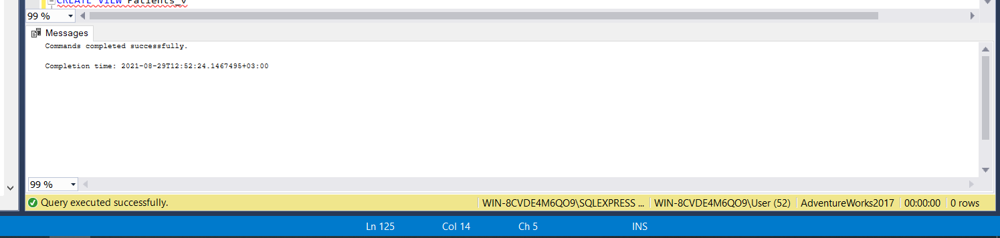 CREATE VIEW Patients_v
99 %
Messages
Commands completed successfully.
Completion time: 2021-08-29T12:52:24.1467495+03:00
99 %
Query executed successfully. WIN-8CVDE4M6QO9\SQLEXPRESS ... WIN-8CVDE4M6QO9\User (52) AdventureWorks2017 00:00:00 0 rows
Ln 125 Col 14 Ch 5 INS